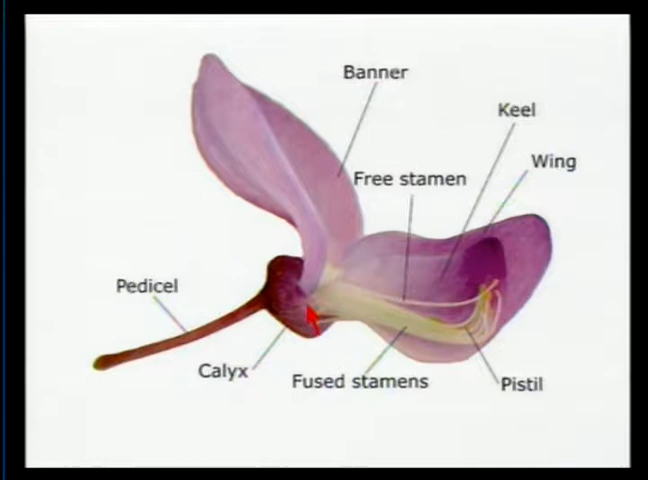 Banner
Keel
Wing
Free stamen
Pedicel
Calyx
Fused stamens
Pistil